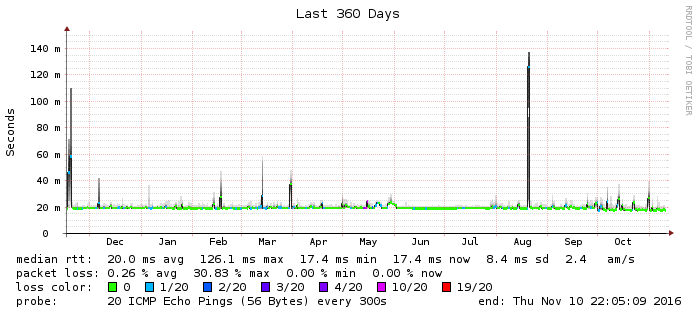 Last 360 Days
RRDTOOL / TOBI OETIKER
Seconds
140 m
120 m
100 m
80 m
60 m
40 m
20 m
0
Dec Jan Feb Mar Apr May Jun Jul Aug Sep Oct
median rtt: 20.0 ms avg 126.1 ms max 17.4 ms min 17.4 ms now 8.4 ms sd 2.4 am/s
packet loss: 0.26 % avg 30.83 % max 0.00 % min 0.00 % now
loss color: 0 1/20 2/20 3/20 4/20 10/20 19/20
probe: 20 ICMP Echo Pings (56 Bytes) every 300s end: Thu Nov 10 22:05:09 2016